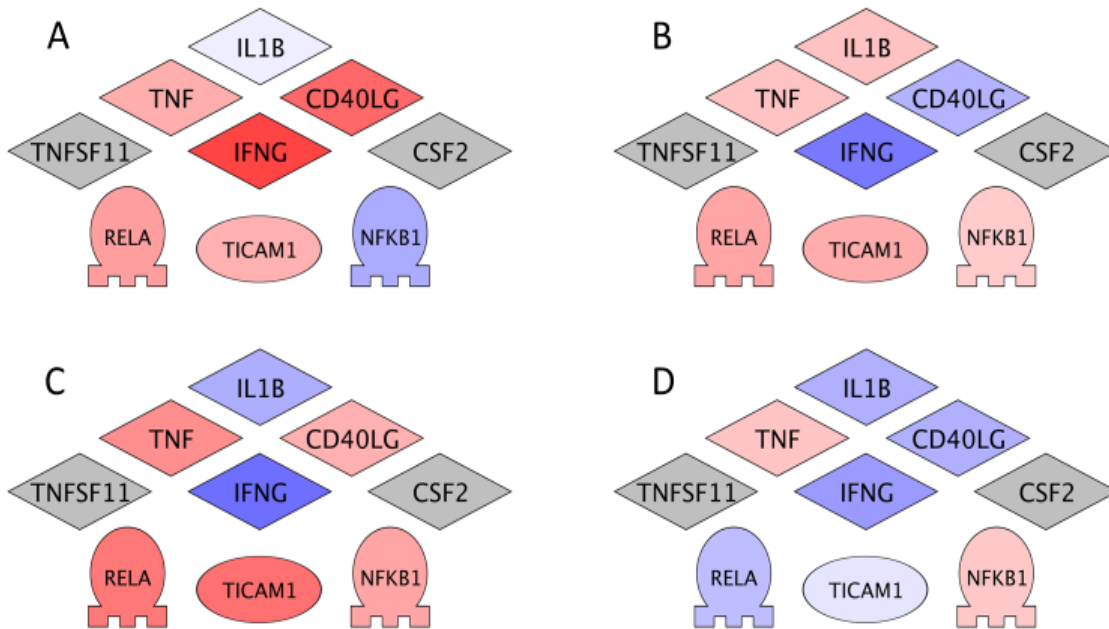 A
IL1B
TNF
CD40LG
TNFSF11
IFNG
CSF2
RELA
TICAM1
NFKB1
B
IL1B
TNF
CD40LG
TNFSF11
IFNG
CSF2
RELA
TICAM1
NFKB1
C
IL1B
TNF
CD40LG
TNFSF11
IFNG
CSF2
RELA
TICAM1
NFKB1
D
IL1B
TNF
CD40LG
TNFSF11
IFNG
CSF2
RELA
TICAM1
NFKB1